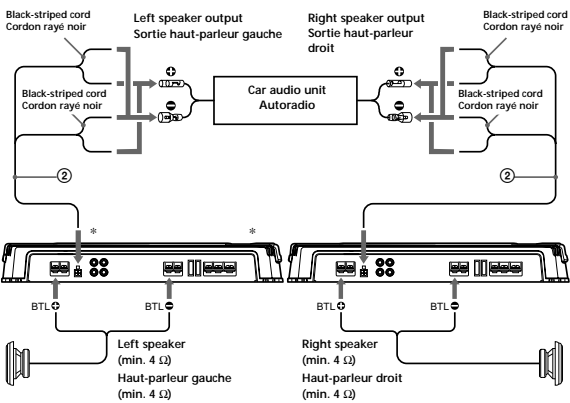 Black-striped cord
Cordon rayé noir
Left speaker output
Sortie haut-parleur gauche
Right speaker output
Sortie haut-parleur
droit
Black-striped cord
Cordon rayé noir
Black-striped cord
Cordon rayé noir
Car audio unit
Autoradio
Black-striped cord
Cordon rayé noir
+
−
+
−
2
2
*
*
BTL +
BTL −
BTL +
BTL −
Left speaker
(min. 4 Ω)
Haut-parleur gauche
(min. 4 Ω)
Right speaker
(min. 4 Ω)
Haut-parleur droit
(min. 4 Ω)